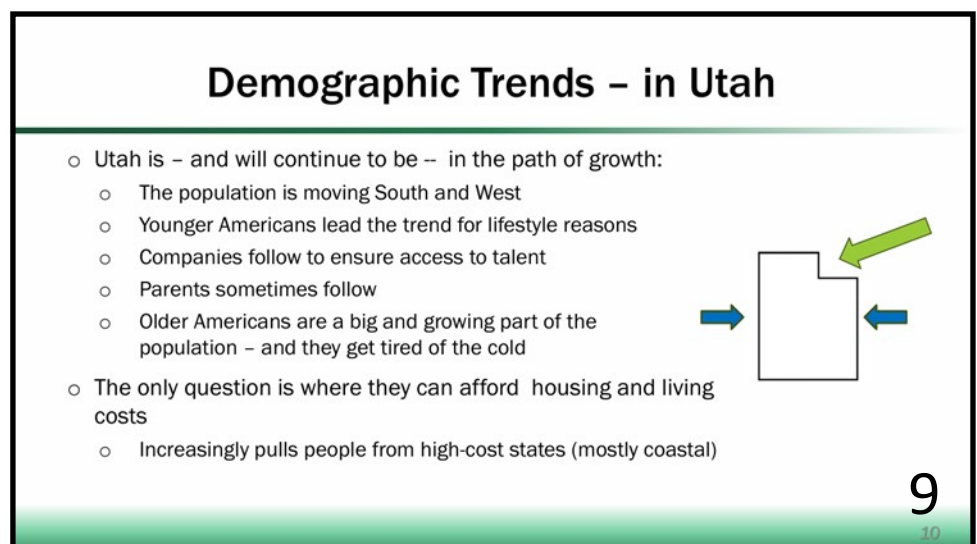 Demographic Trends – in Utah
o Utah is – and will continue to be -- in the path of growth:
o The population is moving South and West
o Younger Americans lead the trend for lifestyle reasons
o Companies follow to ensure access to talent
o Parents sometimes follow
o Older Americans are a big and growing part of the
population – and they get tired of the cold
o The only question is where they can afford housing and living
costs
o Increasingly pulls people from high-cost states (mostly coastal)
9
10